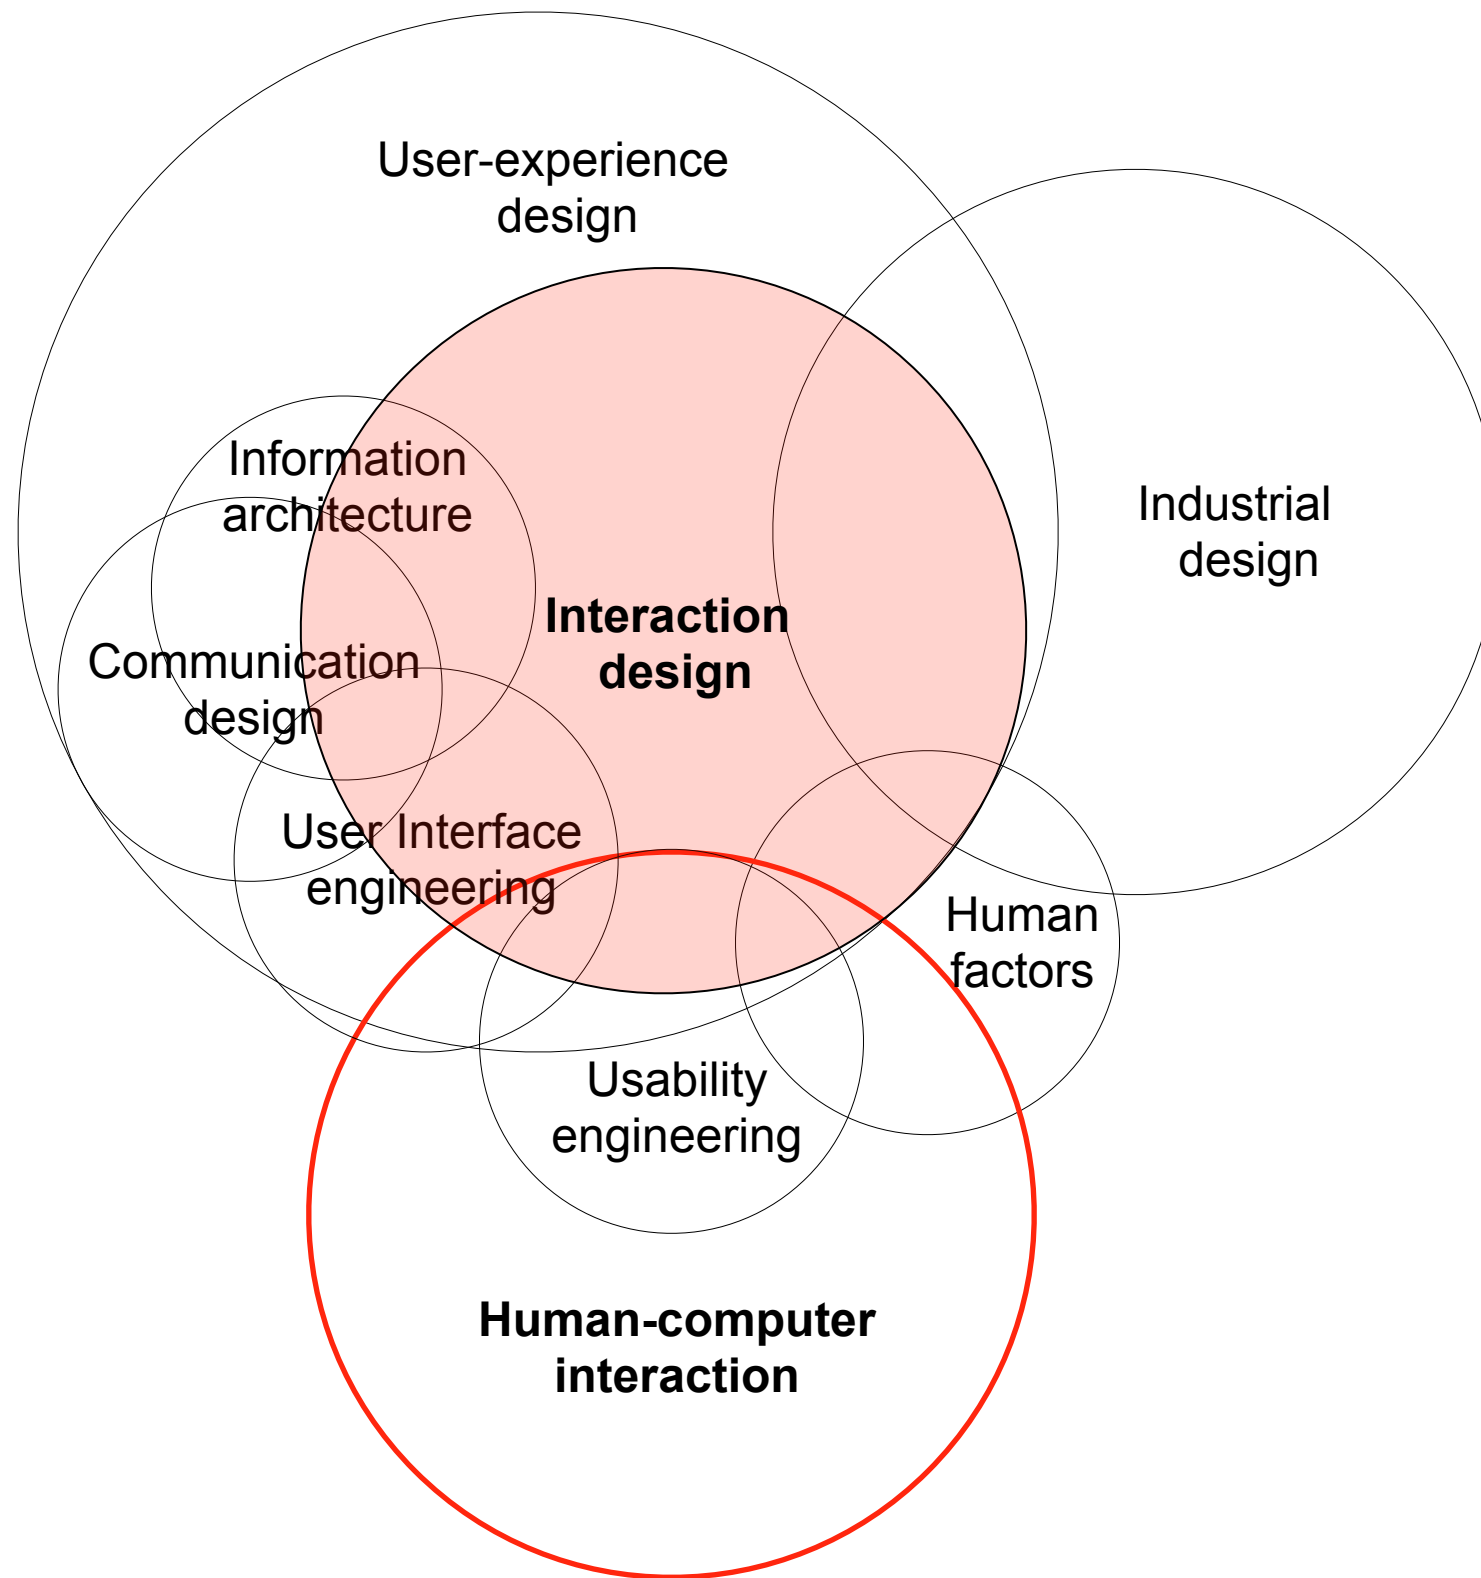 User-experience
design
Information
architecture
Industrial
design
Interaction
design
Communication
design
User Interface
engineering
Human
factors
Usability
engineering
Human-computer
interaction